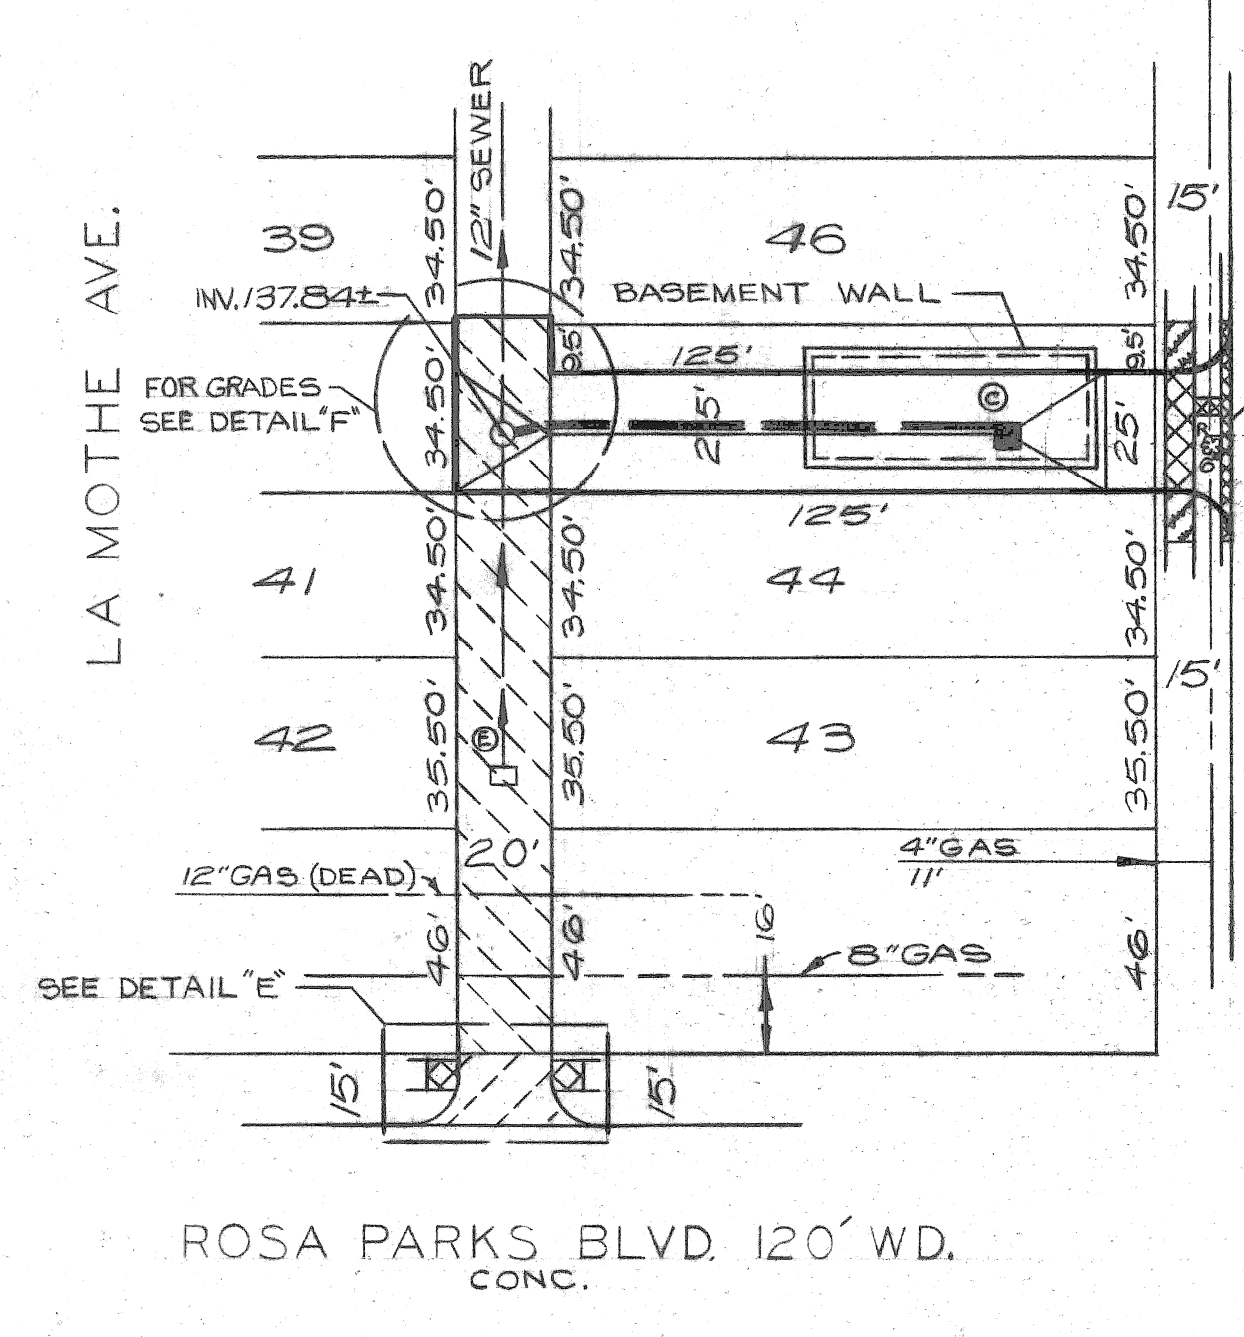 12" SEWER
34.50'
34.50'
34.50'
15'
39
46
INV. 137.84±
BASEMENT WALL
LA MOTHE AVE.
9.5'
125'
9.5'
FOR GRADES
SEE DETAIL "F"
34.50'
25'
C
25'
125'
34.50'
34.50'
34.50'
41
44
15'
35.50'
35.50'
35.50'
42
E
43
20'
4" GAS
11'
12" GAS (DEAD)
16
46'
46'
46'
8" GAS
SEE DETAIL "E"
15'
15'
ROSA PARKS BLVD. 120' WD.
CONC.